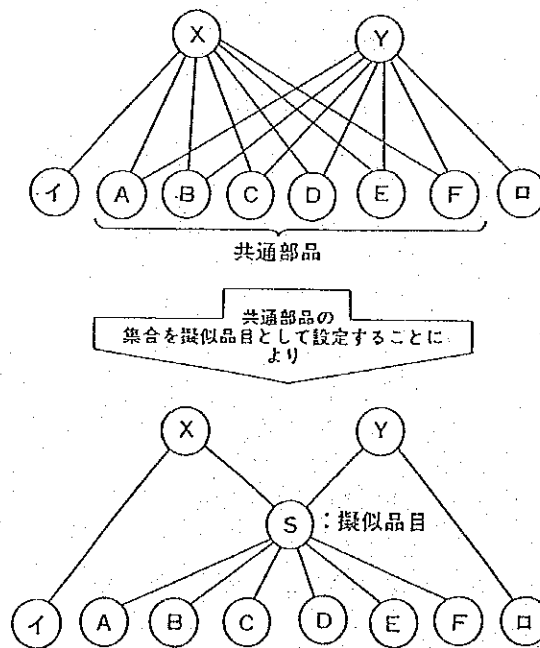 X Y
イ A B C D E F ロ
共通部品
共通部品の
集合を擬似品目として設定することに
より
X Y
S :擬似品目
イ A B C D E F ロ